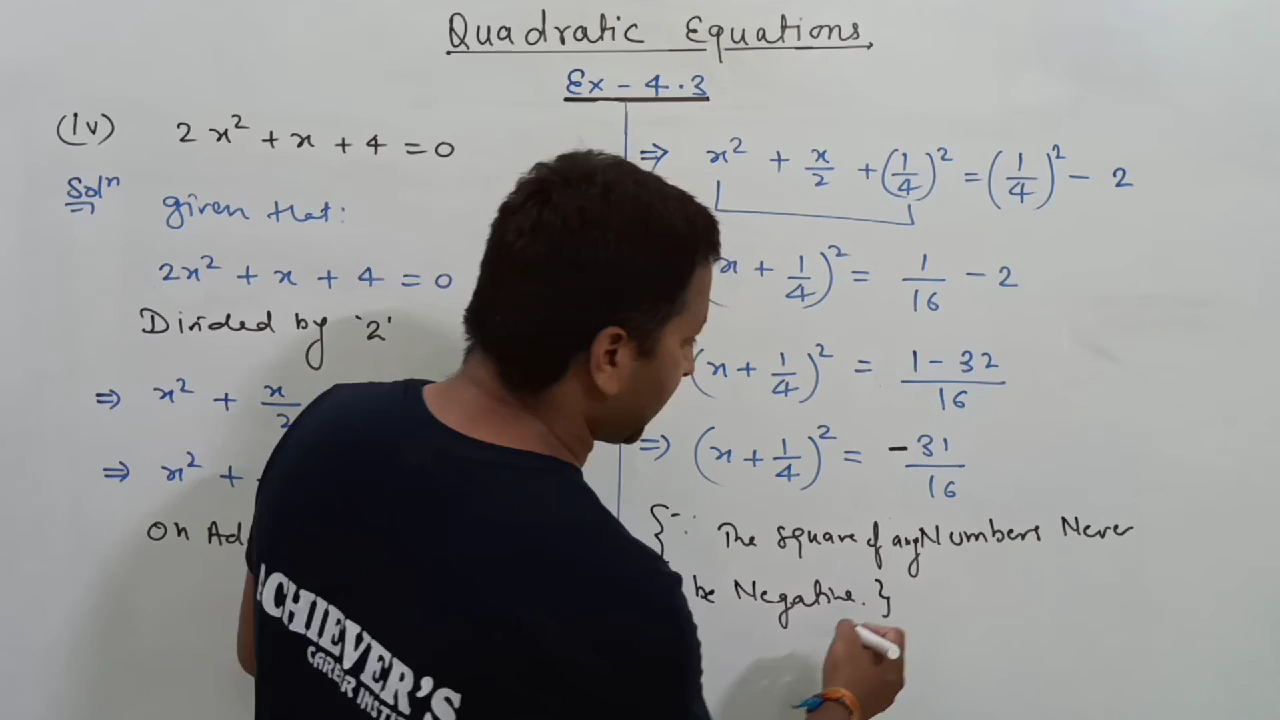 Quadratic Equations
Ex - 4.3
(iv) 2x² + x + 4 = 0
Solⁿ given that:
2x² + x + 4 = 0
Divided by '2'
⇒ x² + x/2
⇒ x² +
On Ad
⇒ x² + x/2 + (1/4)² = (1/4)² - 2
(x + 1/4)² = 1/16 - 2
(x + 1/4)² = 1 - 32/16
⇒ (x + 1/4)² = -31/16
{∵ The square of any Numbers Never
be Negative.}
ACHIEVER'S
CAREER INSTIT